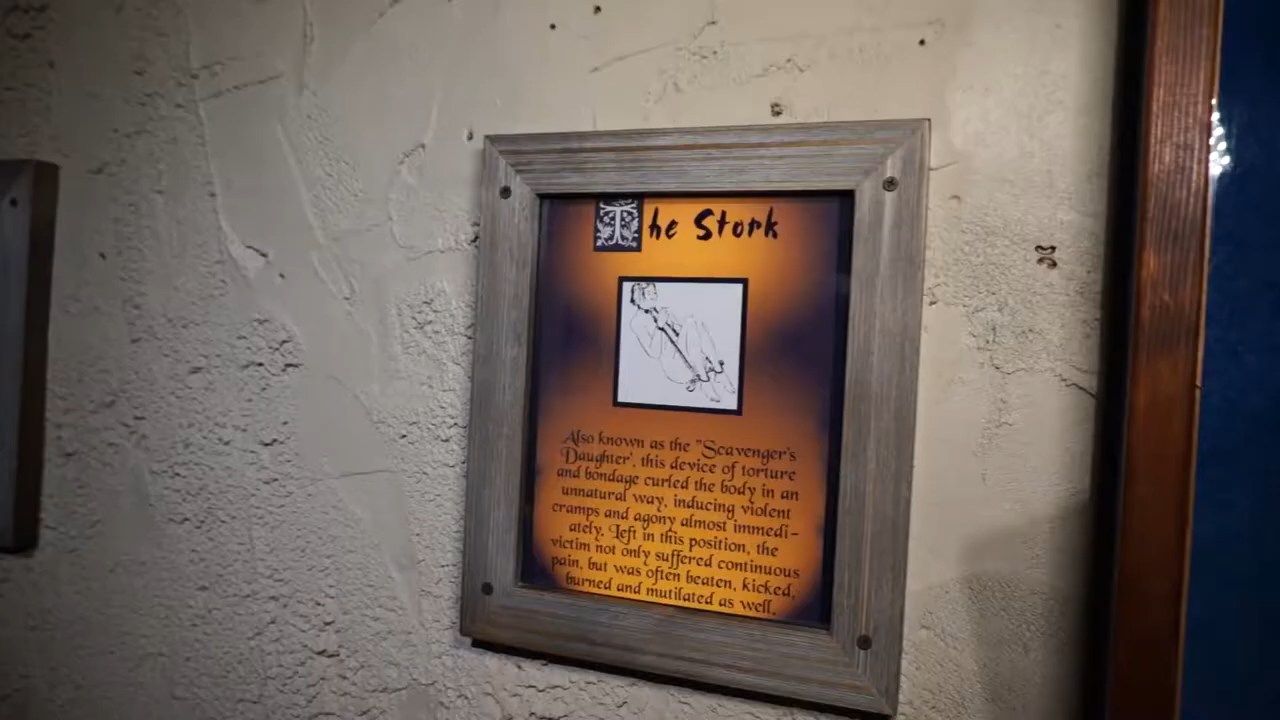 The Stork
Also known as the "Scavenger's
Daughter', this device of torture
and bondage curled the body in an
unnatural way, inducing violent
cramps and agony almost immedi-
ately. Left in this position, the
victim not only suffered continuous
pain, but was often beaten, kicked,
burned and mutilated as well.